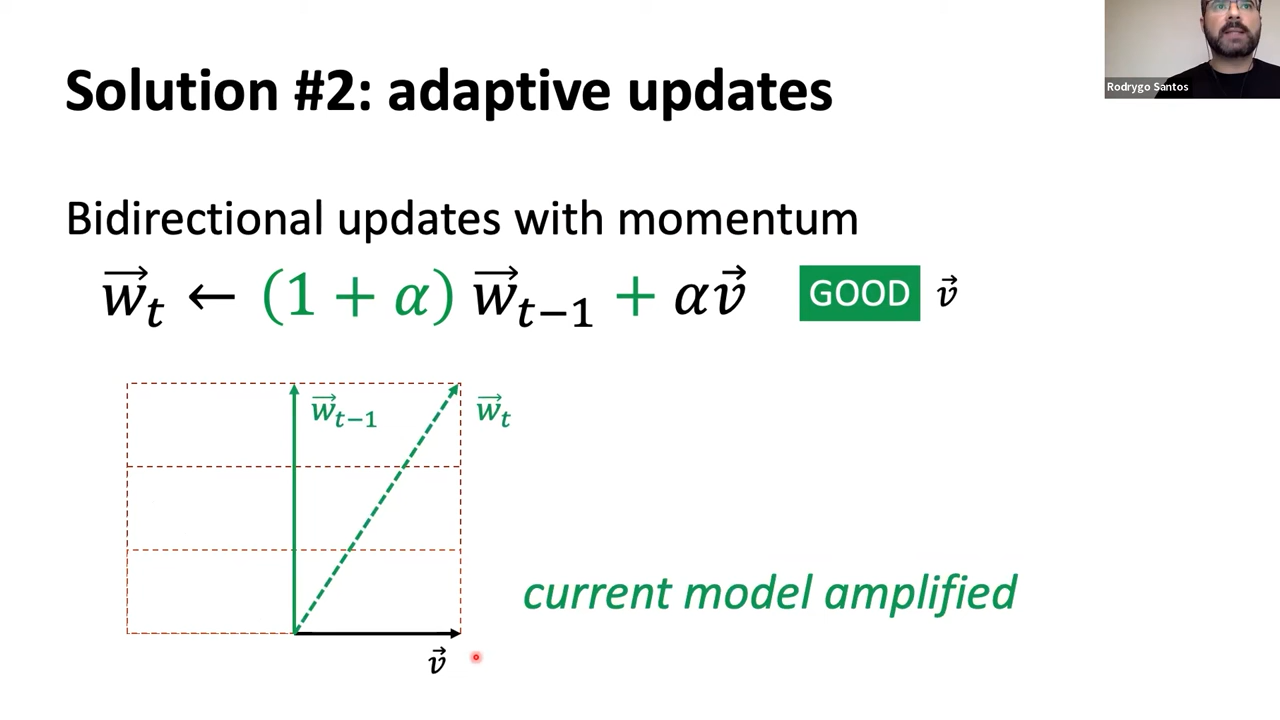 Rodrygo Santos
Solution #2: adaptive updates
Bidirectional updates with momentum
w⃗ₜ ← (1 + α) w⃗ₜ₋₁ + αv⃗ GOOD v⃗
w⃗ₜ₋₁ w⃗ₜ
current model amplified
v⃗